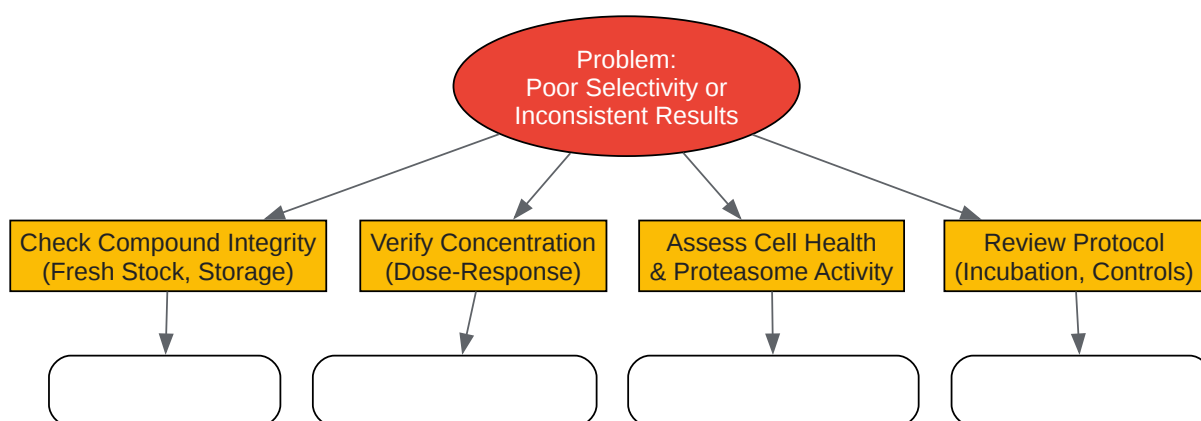 Problem:
Poor Selectivity or
Inconsistent Results
Check Compound Integrity
(Fresh Stock, Storage)
Verify Concentration
(Dose-Response)
Assess Cell Health
& Proteasome Activity
Review Protocol
(Incubation, Controls)